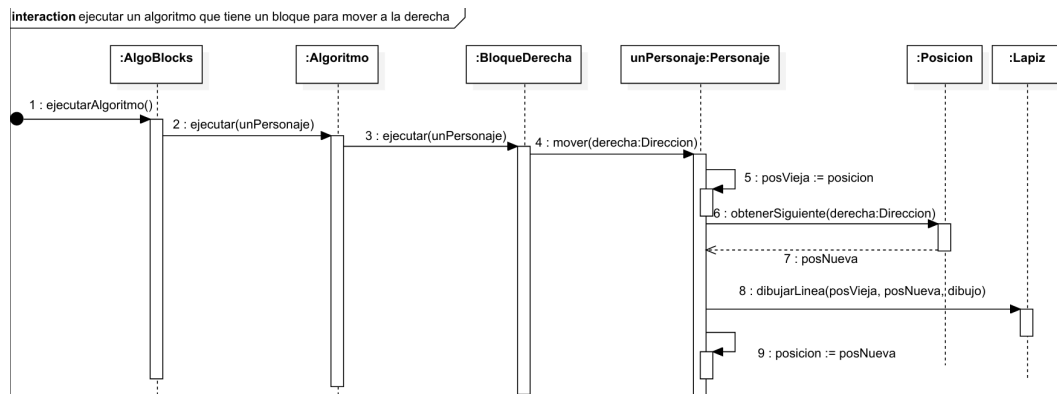 interaction ejecutar un algoritmo que tiene un bloque para mover a la derecha
:AlgoBlocks
:Algoritmo
:BloqueDerecha
unPersonaje:Personaje
:Posicion
:Lapiz
1 : ejecutarAlgoritmo()
2 : ejecutar(unPersonaje)
3 : ejecutar(unPersonaje)
4 : mover(derecha:Direccion)
5 : posVieja := posicion
6 : obtenerSiguiente(derecha:Direccion)
7 : posNueva
8 : dibujarLinea(posVieja, posNueva, dibujo)
9 : posicion := posNueva